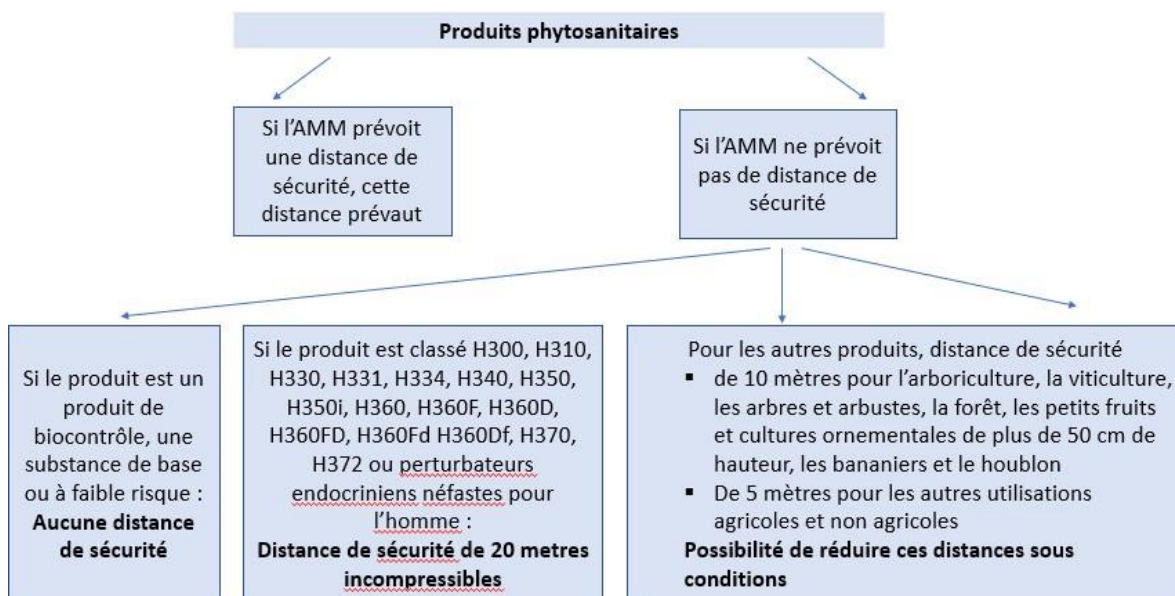 Produits phytosanitaires
Si l’AMM prévoit
une distance de
sécurité, cette
distance prévaut
Si l’AMM ne prévoit
pas de distance de
sécurité
Si le produit est un
produit de
biocontrôle, une
substance de base
ou à faible risque :
Aucune distance
de sécurité
Si le produit est classé H300, H310,
H330, H331, H334, H340, H350,
H350i, H360, H360F, H360D,
H360FD, H360Fd H360Df, H370,
H372 ou perturbateurs
endocriniens néfastes pour
l’homme :
Distance de sécurité de 20 metres
incompressibles
Pour les autres produits, distance de sécurité
▪ de 10 mètres pour l’arboriculture, la viticulture,
les arbres et arbustes, la forêt, les petits fruits
et cultures ornementales de plus de 50 cm de
hauteur, les bananiers et le houblon
▪ De 5 mètres pour les autres utilisations
agricoles et non agricoles
Possibilité de réduire ces distances sous
conditions